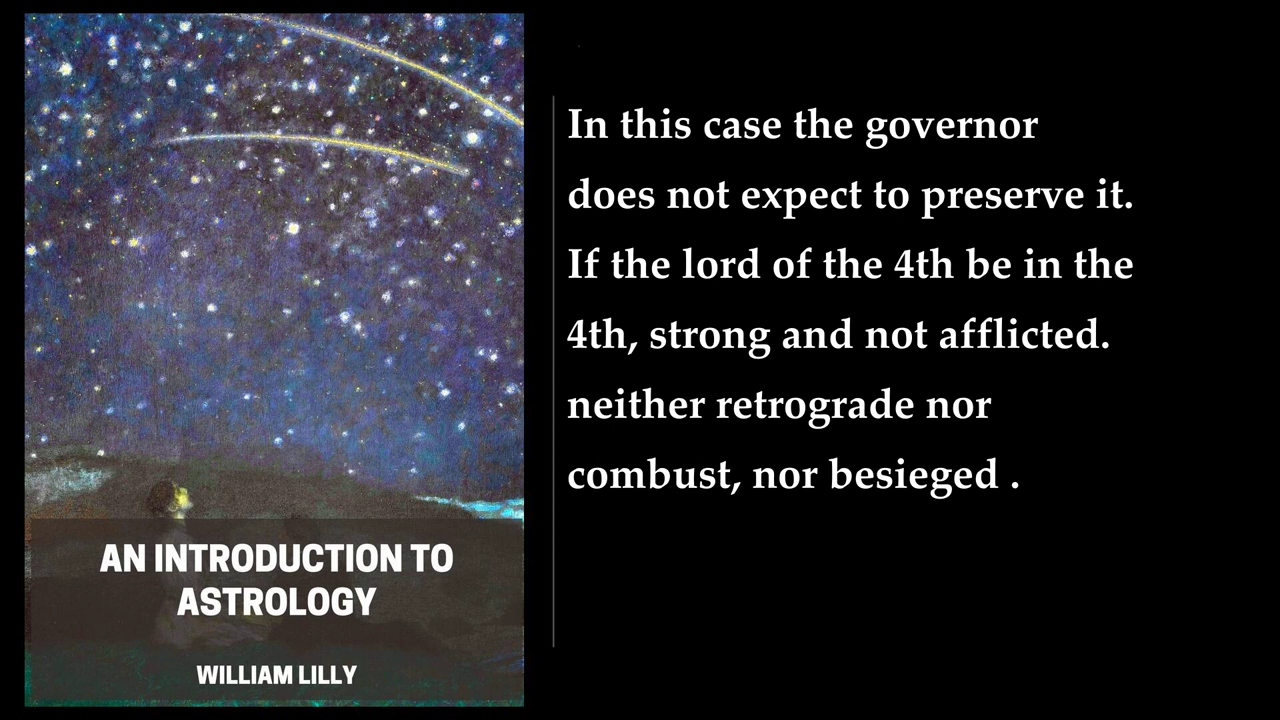 AN INTRODUCTION TO
ASTROLOGY
WILLIAM LILLY
In this case the governor
does not expect to preserve it.
If the lord of the 4th be in the
4th, strong and not afflicted.
neither retrograde nor
combust, nor besieged .